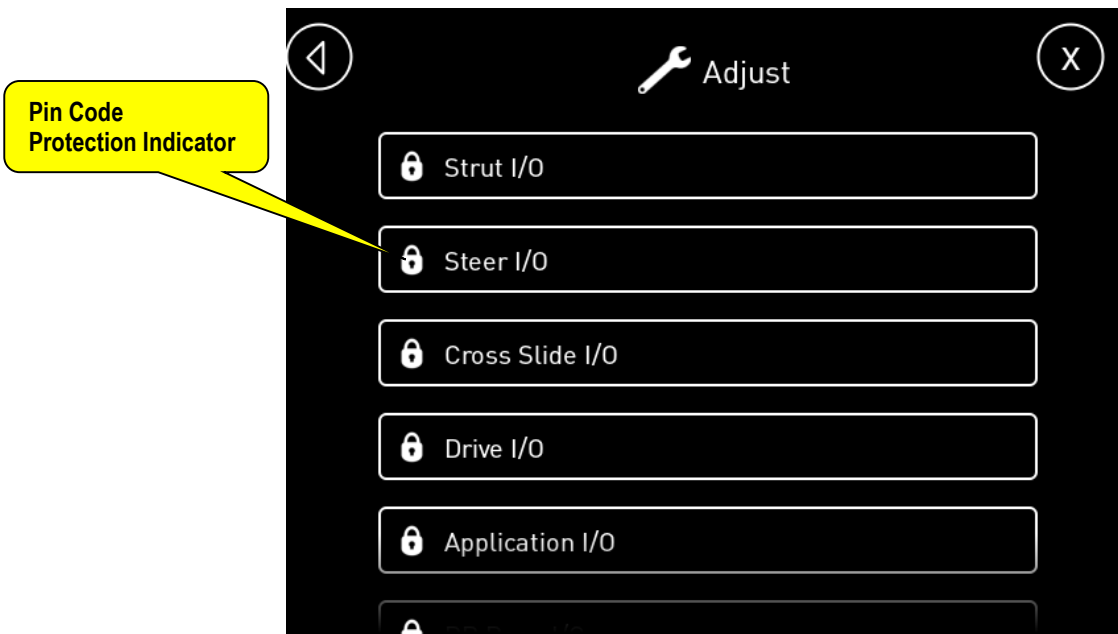 Adjust
X
Pin Code
Protection Indicator
Strut I/O
Steer I/O
Cross Slide I/O
Drive I/O
Application I/O